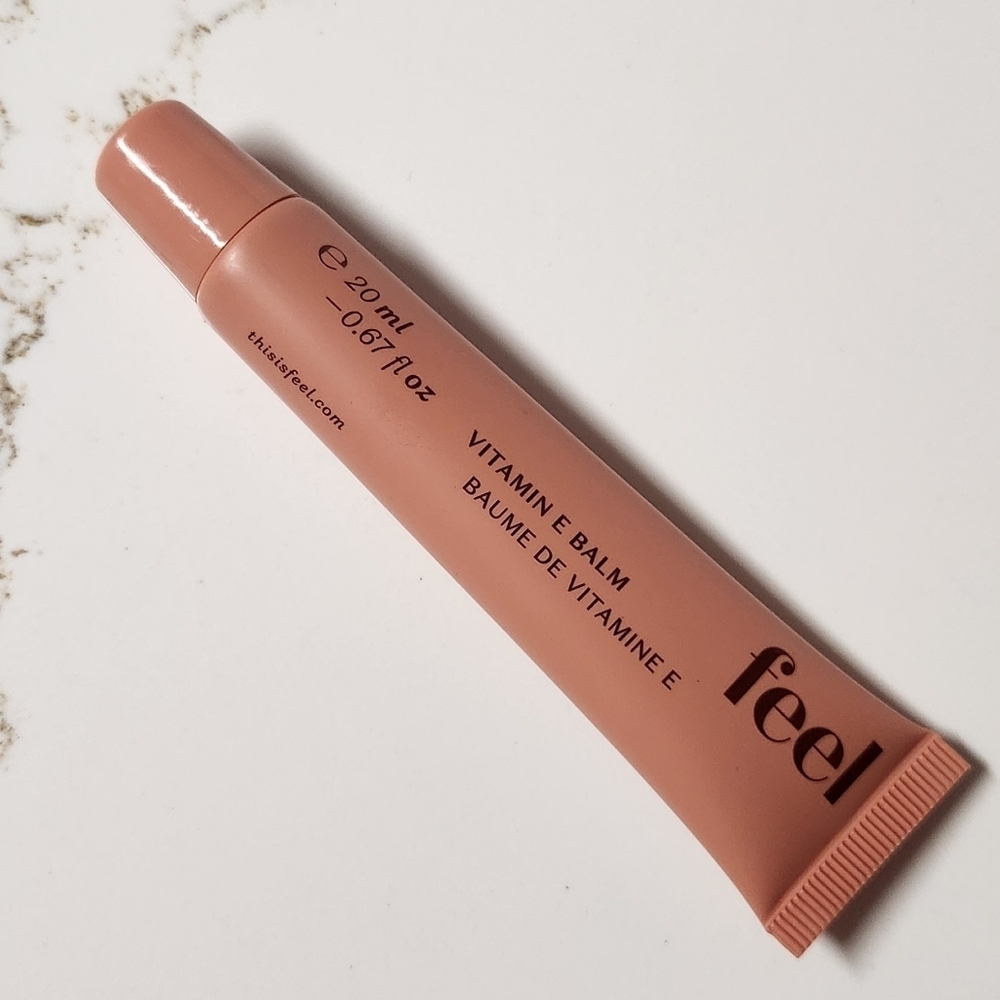 ℮ 20 ml
–0.67 fl oz
thisisfeel.com
VITAMIN E BALM
BAUME DE VITAMINE E
feel